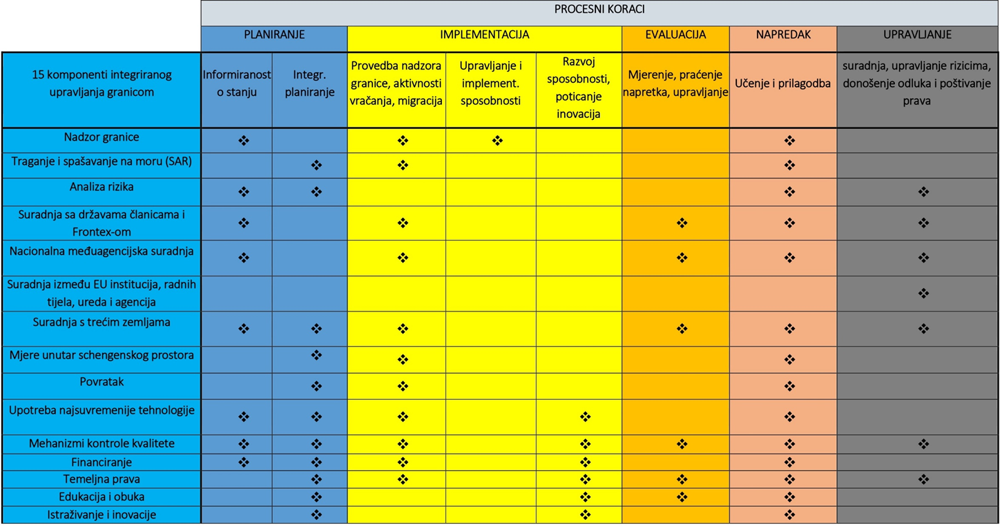 PROCESNI KORACI
PLANIRANJE
IMPLEMENTACIJA
EVALUACIJA
NAPREDAK
UPRAVLJANJE
15 komponenti integriranog
upravljanja granicom
Informiranost
o stanju
Integr.
planiranje
Provedba nadzora
granice, aktivnosti
vračanja, migracija
Upravljanje i
implement.
sposobnosti
Razvoj
sposobnosti,
poticanje
inovacija
Mjerenje, praćenje
napretka, upravljanje
Učenje i prilagodba
suradnja, upravljanje rizicima,
donošenje odluka i poštivanje
prava
Nadzor granice
Traganje i spašavanje na moru (SAR)
Analiza rizika
Suradnja sa državama članicama i
Frontex-om
Nacionalna međuagencijska suradnja
Suradnja između EU institucija, radnih
tijela, ureda i agencija
Suradnja s trećim zemljama
Mjere unutar schengenskog prostora
Povratak
Upotreba najsuvremenije tehnologije
Mehanizmi kontrole kvalitete
Financiranje
Temeljna prava
Edukacija i obuka
Istraživanje i inovacije